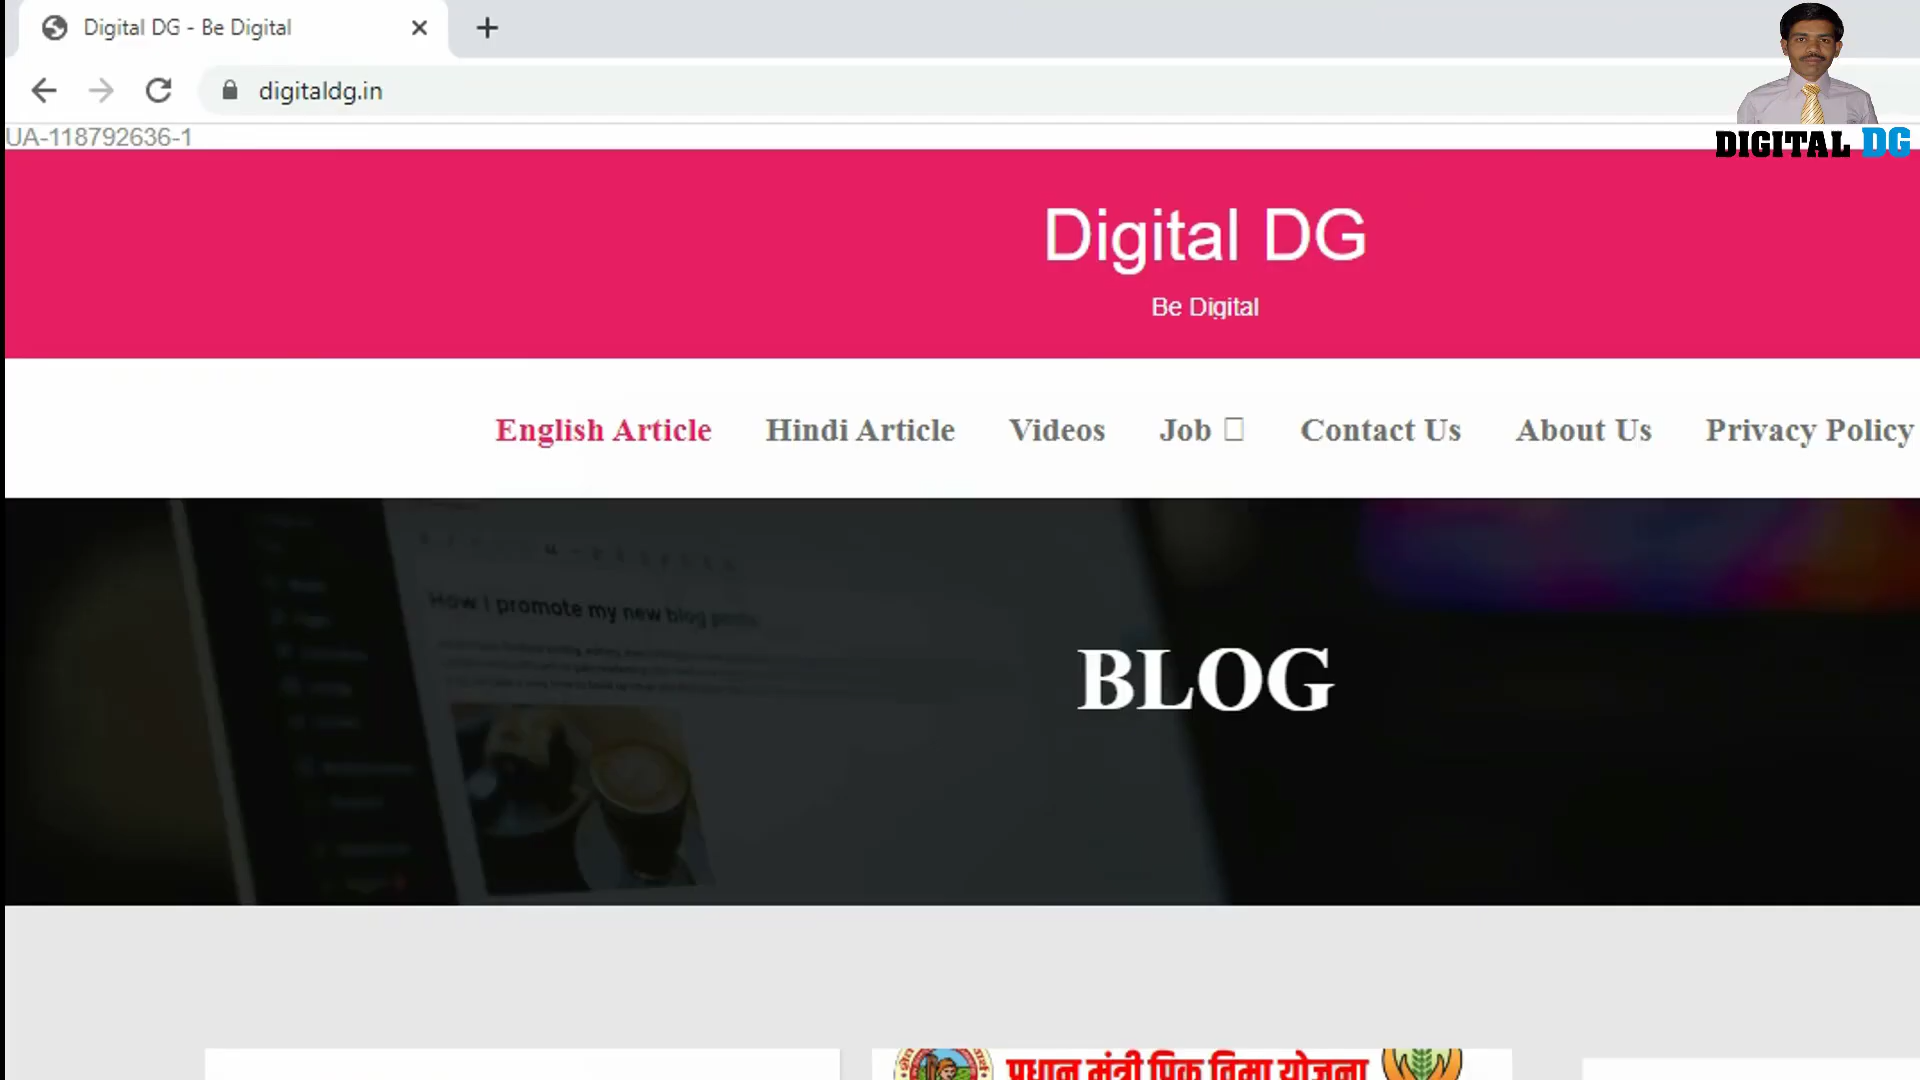 Digital DG - Be Digital
digitaldg.in
UA-118792636-1
DIGITAL DG
Digital DG
Be Digital
English Article Hindi Article Videos Job Contact Us About Us Privacy Policy
How I promote my new blog posts
BLOG
प्रधान मंत्री पिक विमा योजना